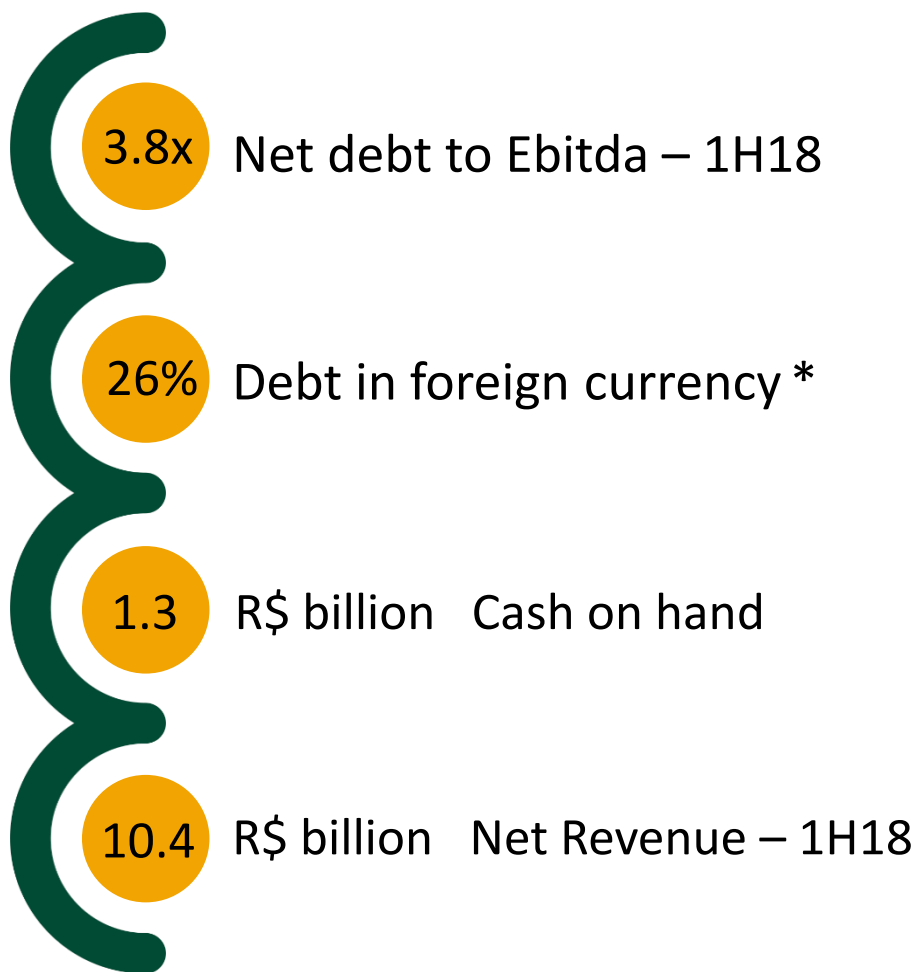 3.8x Net debt to Ebitda – 1H18
26% Debt in foreign currency *
1.3 R$ billion Cash on hand
10.4 R$ billion Net Revenue – 1H18